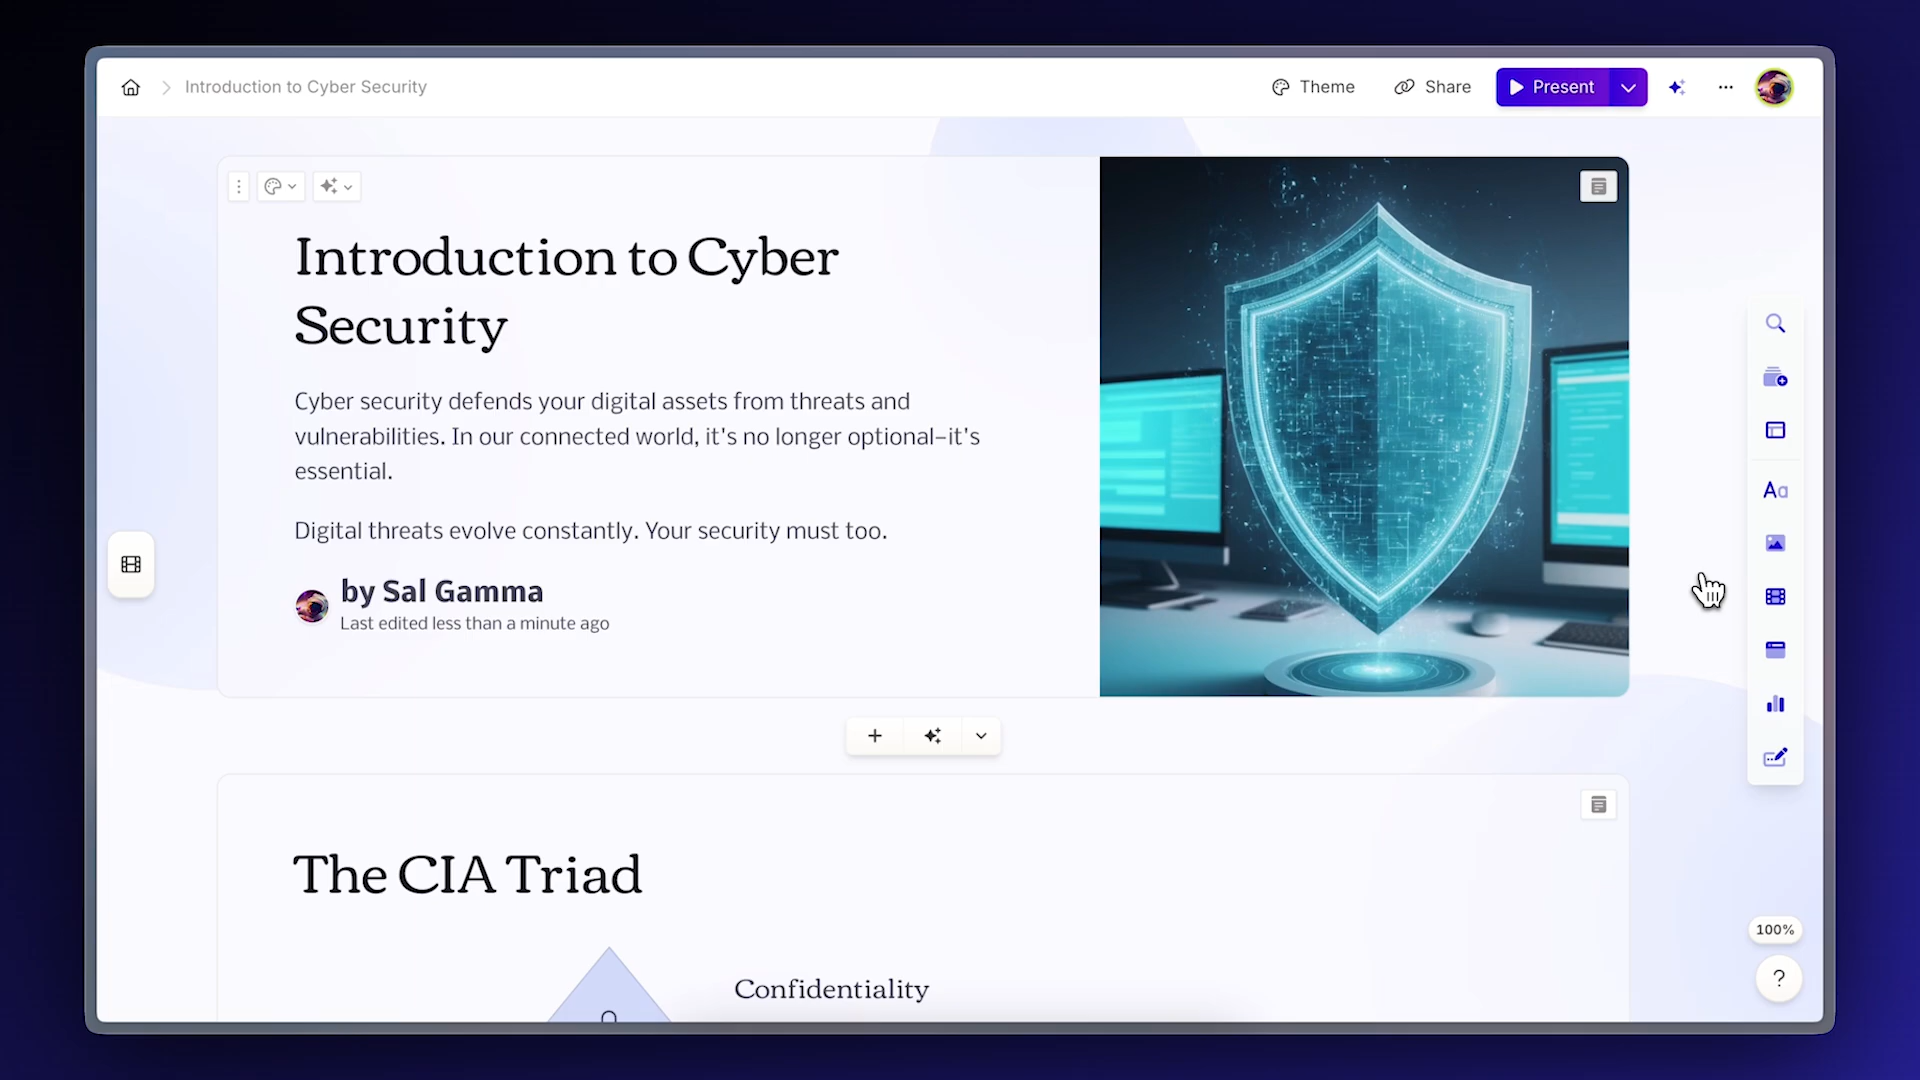 Introduction to Cyber Security
Theme
Share
Present
Introduction to Cyber
Security
Cyber security defends your digital assets from threats and
vulnerabilities. In our connected world, it's no longer optional—it's
essential.
Digital threats evolve constantly. Your security must too.
by Sal Gamma
Last edited less than a minute ago
Aa
The CIA Triad
Confidentiality
100%
?